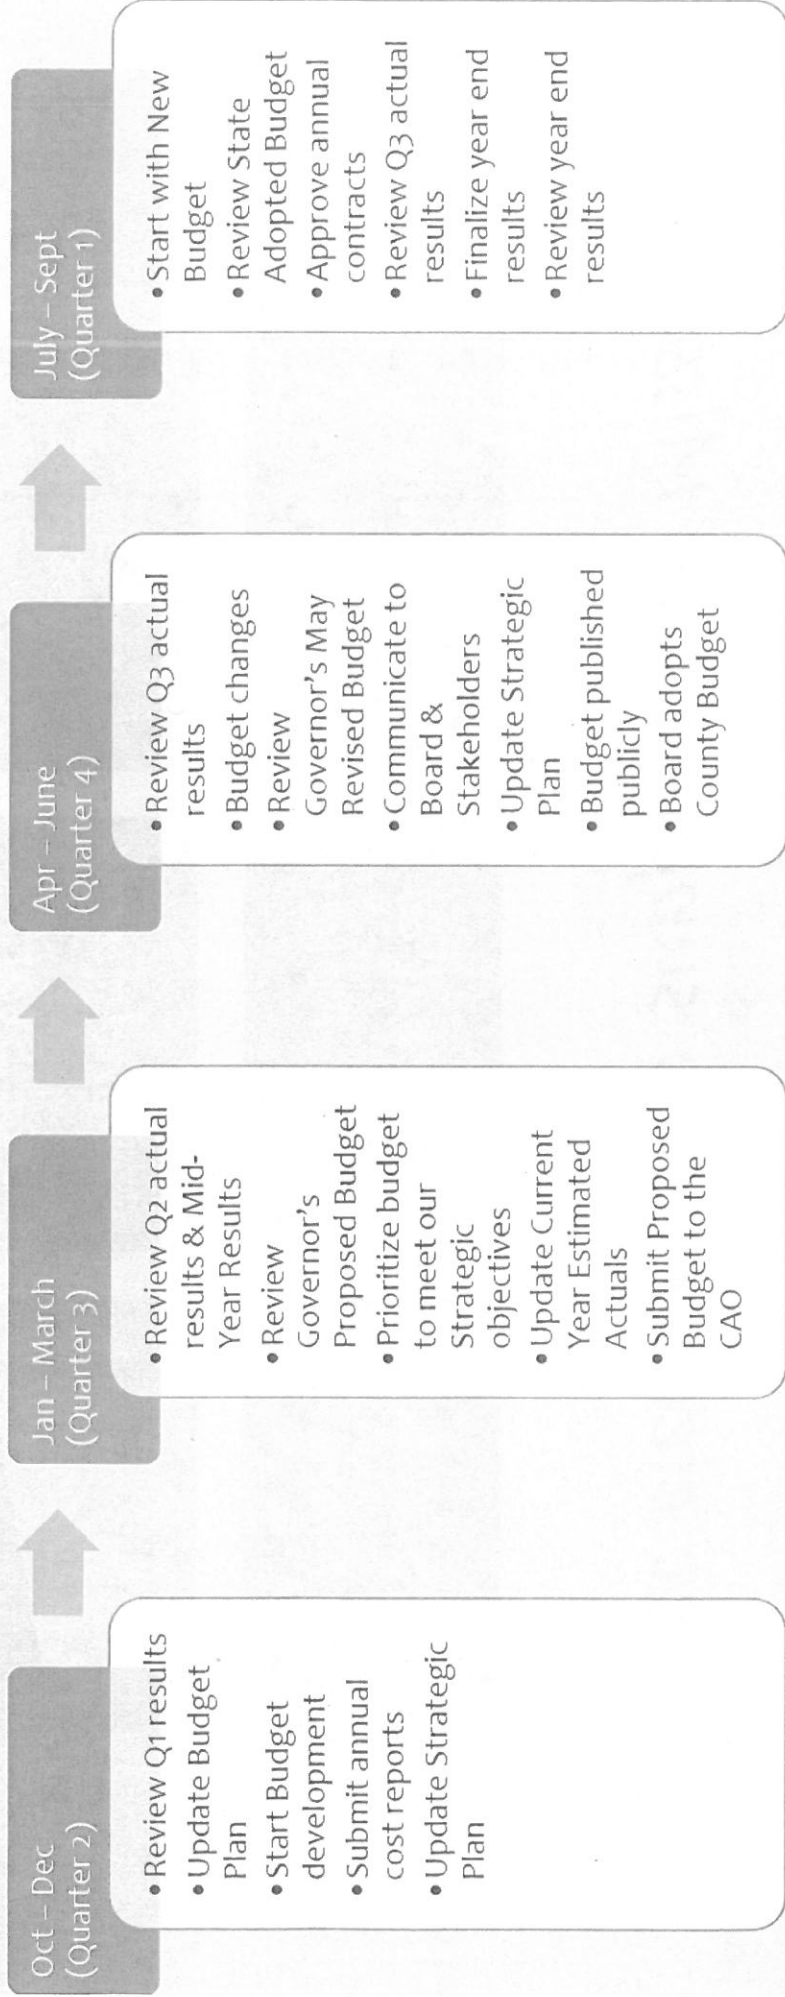 Oct – Dec
(Quarter 2)
• Review Q1 results
• Update Budget
Plan
• Start Budget
development
• Submit annual
cost reports
• Update Strategic
Plan
Jan – March
(Quarter 3)
• Review Q2 actual
results & Mid-
Year Results
• Review
Governor's
Proposed Budget
• Prioritize budget
to meet our
Strategic
objectives
• Update Current
Year Estimated
Actuals
• Submit Proposed
Budget to the
CAO
Apr – June
(Quarter 4)
• Review Q3 actual
results
• Budget changes
• Review
Governor's May
Revised Budget
• Communicate to
Board &
Stakeholders
• Update Strategic
Plan
• Budget published
publicly
• Board adopts
County Budget
July – Sept
(Quarter 1)
• Start with New
Budget
• Review State
Adopted Budget
• Approve annual
contracts
• Review Q3 actual
results
• Finalize year end
results
• Review year end
results